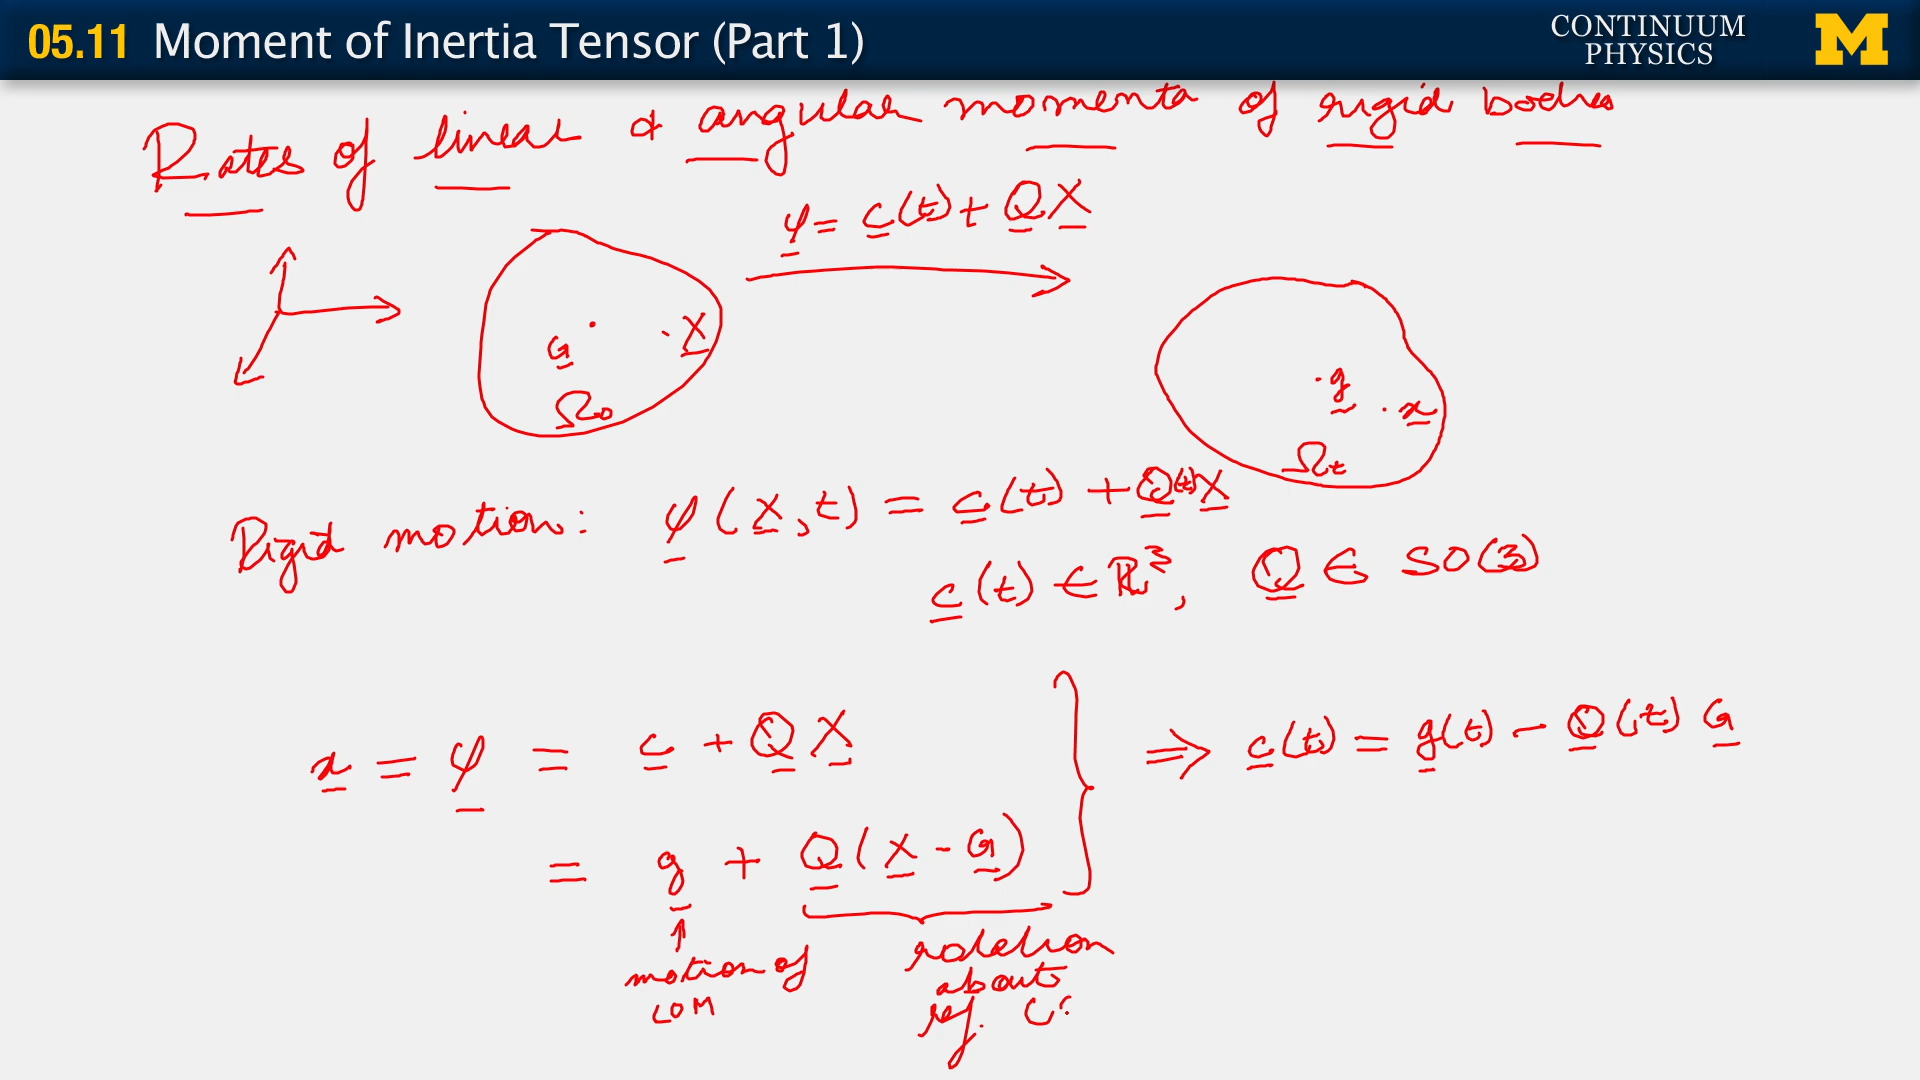 05.11 Moment of Inertia Tensor (Part 1)
CONTINUUM PHYSICS M
Rates of linear & angular momenta of rigid bodies
φ = c(t) + QX
G . . X
Ω₀
. g . x
Ωt
Rigid motion: φ(X,t) = c(t) + Q(t)X
c(t) ∈ ℝ³, Q ∈ SO(3)
x = φ = c + QX ⇒ c(t) = g(t) - Q(t)G
= g + Q(X - G)
↑
motion of COM
rotation about ref. C